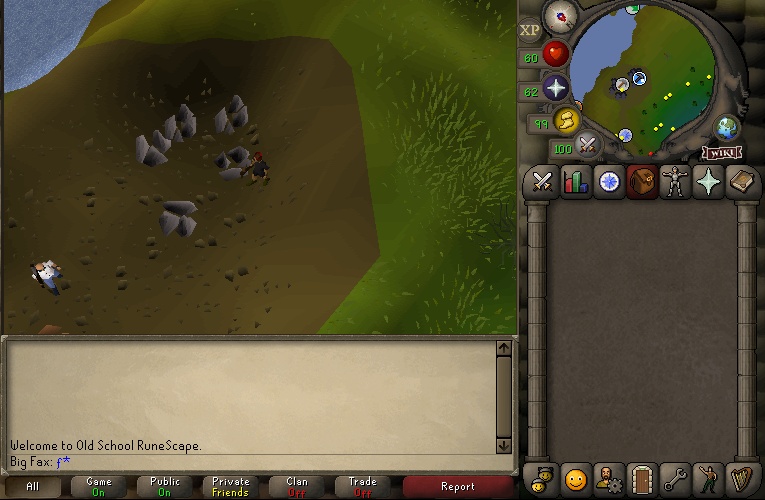 XP
60
62
99
100
WIKI
Welcome to Old School RuneScape.
Big Fax: f*
All
Game
On
Public
On
Private
Friends
Clan
Off
Trade
Off
Report